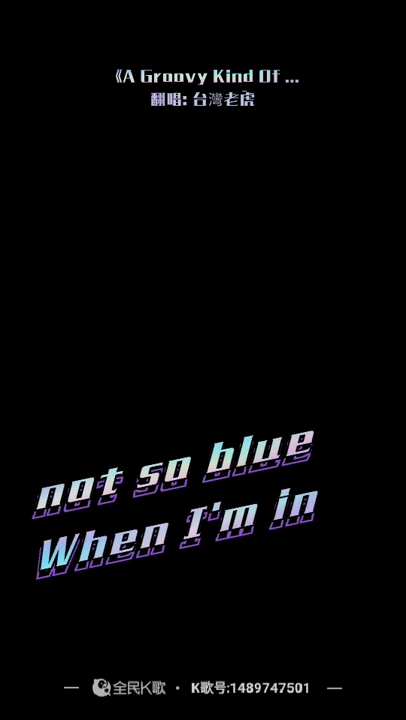 《A Groovy Kind Of ...
翻唱: 台灣老虎
not so blue
When I'm in
全民K歌 · K歌号:1489747501